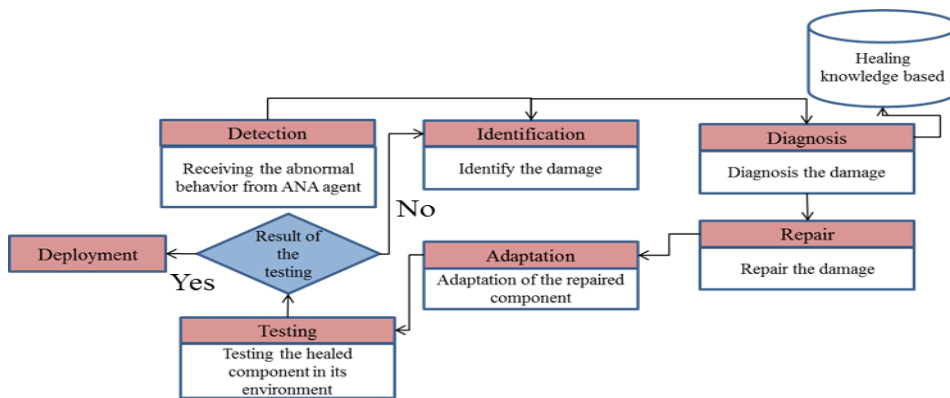 Healing
knowledge based
Detection
Receiving the abnormal
behavior from ANA agent
Identification
Identify the damage
Diagnosis
Diagnosis the damage
No
Result of
the
testing
Deployment
Yes
Adaptation
Adaptation of the repaired
component
Repair
Repair the damage
Testing
Testing the healed
component in its
environment